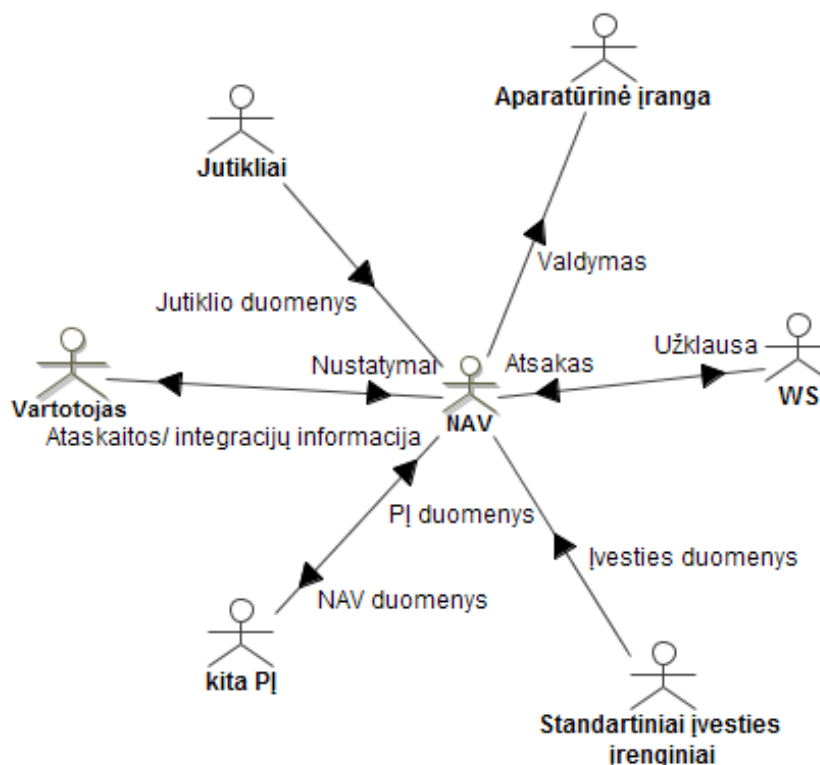 Aparatūrinė įranga
Jutikliai
Valdymas
Jutiklio duomenys
Užklausa
Nustatymai
Atsakas
WS
Vartotojas
NAV
Ataskaitos/ integracijų informacija
PĮ duomenys
Įvesties duomenys
NAV duomenys
kita PĮ
Standartiniai įvesties
įrenginiai